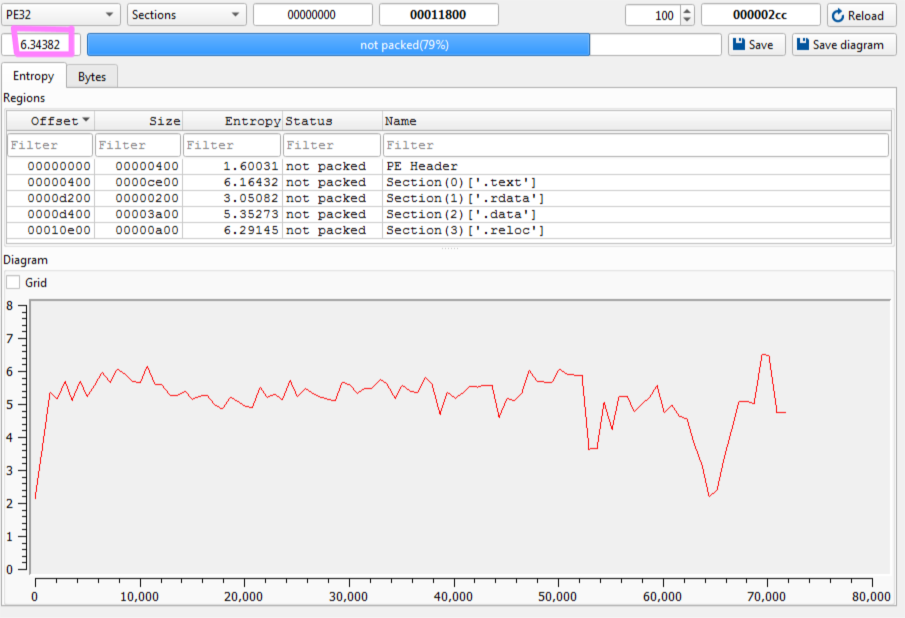 PE32 Sections 00000000 00011800 100 000002cc Reload
6.34382 not packed(79%) Save Save diagram
Entropy Bytes
Regions
Offset Size Entropy Status Name
Filter Filter Filter Filter Filter
00000000 00000400 1.60031 not packed PE Header
00000400 0000ce00 6.16432 not packed Section(0)['.text']
0000d200 00000200 3.05082 not packed Section(1)['.rdata']
0000d400 00003a00 5.35273 not packed Section(2)['.data']
00010e00 00000a00 6.29145 not packed Section(3)['.reloc']
Diagram
Grid
8
7
6
5
4
3
2
1
0
0 10,000 20,000 30,000 40,000 50,000 60,000 70,000 80,000